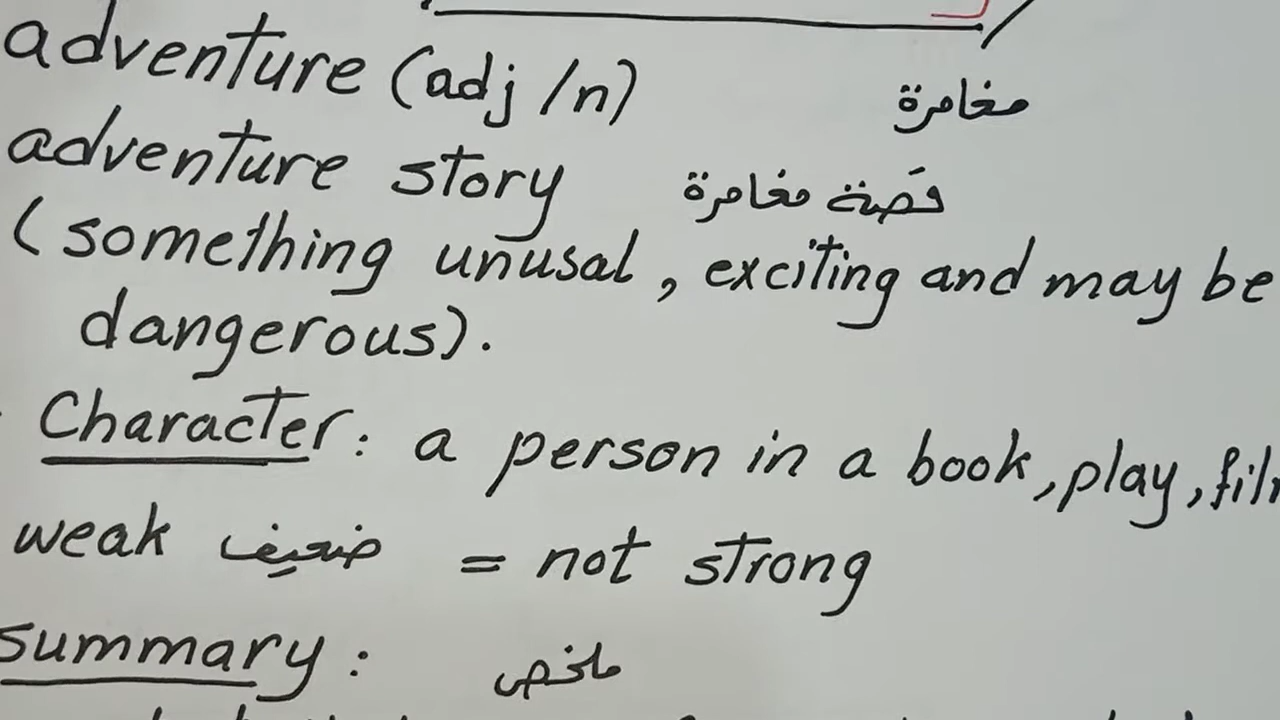 adventure (adj/n) مغامرة
adventure story قصَة مغامرة
(something unusal, exciting and may be
dangerous).
Character: a person in a book, play,
weak ضعيف = not strong
summary: ملخص